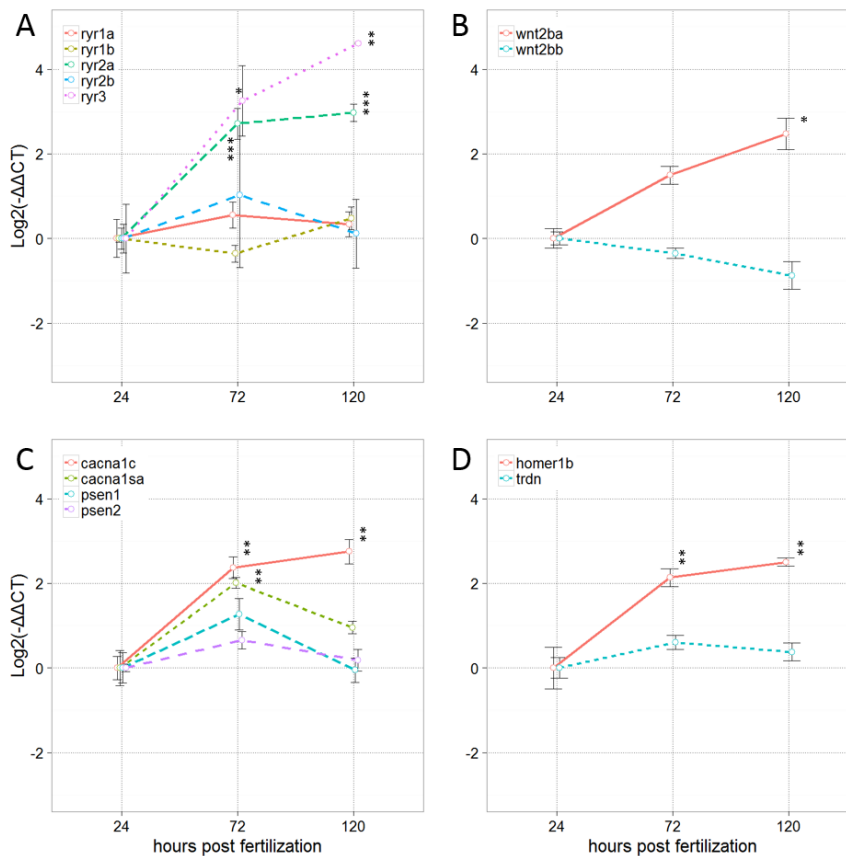 A
ryr1a
ryr1b
ryr2a
ryr2b
ryr3
Log2(-ΔΔCT)
4
2
0
-2
*
***
**
***
24
72
120
B
wnt2ba
wnt2bb
4
2
0
-2
*
24
72
120
C
cacna1c
cacna1sa
psen1
psen2
Log2(-ΔΔCT)
4
2
0
-2
**
**
**
24
72
120
hours post fertilization
D
homer1b
trdn
4
2
0
-2
**
**
24
72
120
hours post fertilization